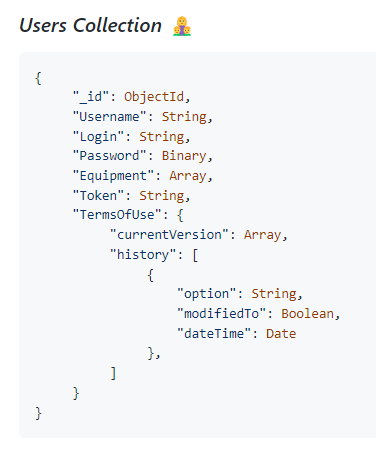 Users Collection 🧝‍♀️
{
"_id": ObjectId,
"Username": String,
"Login": String,
"Password": Binary,
"Equipment": Array,
"Token": String,
"TermsOfUse": {
"currentVersion": Array,
"history": [
{
"option": String,
"modifiedTo": Boolean,
"dateTime": Date
},
]
}
}